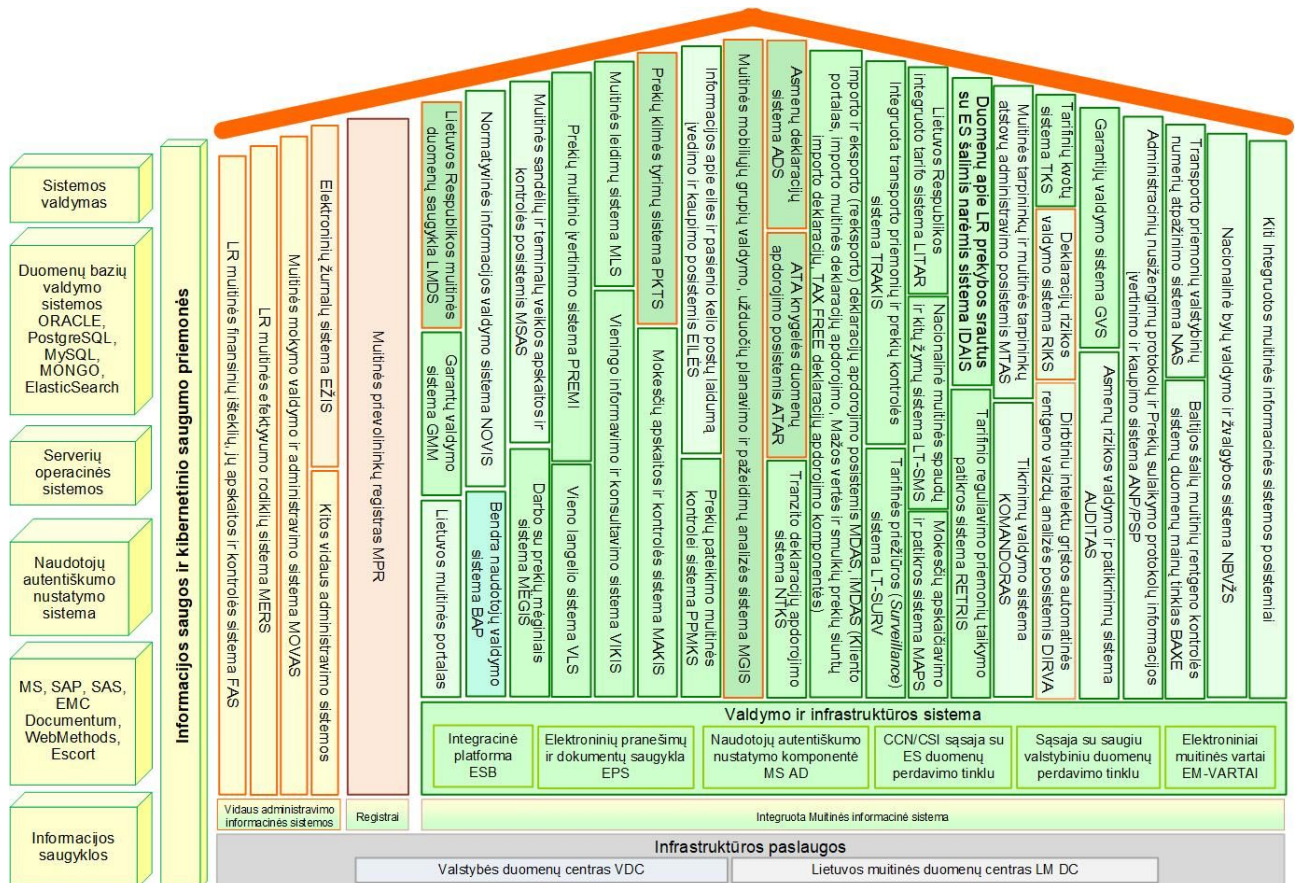 Sistemos
valdymas
Duomenų bazių
valdymo
sistemos
ORACLE,
PostgreSQL,
MySQL,
MONGO,
ElasticSearch
Serverių
operacinės
sistemos
Naudotojų
autentiškumo
nustatymo
sistema
MS, SAP, SAS,
EMC
Documentum,
WebMethods,
Escort
Informacijos
saugyklos
Informacijos saugos ir kibernetinio saugumo priemonės
LR muitinės finansinių išteklių, jų apskaitos ir kontrolės sistema FAS
LR muitinės efektyvumo rodiklių sistema MERS
Muitinės mokymo valdymo ir administravimo sistema MOVAS
Elektroninių žurnalų sistema EŽIS
Kitos vidaus administravimo sistemos
Muitinės prievolininkų registras MPR
Lietuvos Respublikos muitinės
duomenų saugykla LMDS
Garantų valdymo
sistema GMM
Lietuvos muitinės portalas
Normatyvinės informacijos valdymo sistema NOVIS
Bendra naudotojų valdymo
sistema BAP
Muitinės sandėlių ir terminalų veiklos apskaitos ir
kontrolės posistemis MSAS
Darbo su prekių mėginiais
sistema MĖGIS
Prekių muitinio įvertinimo sistema PREMI
Vieno langelio sistema VLS
Muitinės leidimų sistema MLS
Vieningo informavimo ir konsultavimo sistema VIKIS
Prekių kilmės tyrimų sistema PKTS
Mokesčių apskaitos ir kontrolės sistema MAKIS
Informacijos apie eiles ir pasienio kelio postų laidumą
įvedimo ir kaupimo posistemis EILĖS
Prekių pateikimo muitinės
kontrolei sistema PPMKS
Muitinės mobiliųjų grupių valdymo, užduočių planavimo ir pažeidimų analizės sistema MGIS
Asmenų deklaracijų
sistema ADS
ATA knygelės duomenų
apdorojimo posistemis ATAR
Tranzito deklaracijų apdorojimo
sistema NTKS
Importo ir eksporto (reeksporto) deklaracijų apdorojimo posistemis MDAS, iMDAS (Kliento
portalas, importo muitinės deklaracijų apdorojimo, Mažos vertės ir smulkių prekių siuntų
importo deklaracijų, TAX FREE deklaracijų apdorojimo komponentės)
Integruota transporto priemonių ir prekių kontrolės
sistema TRAKIS
Tarifinės priežiūros (Surveillance)
sistema LT-SURV
Lietuvos Respublikos
integruoto tarifo sistema LITAR
Nacionalinė muitinės spaudų
ir kitų žymų sistema LT-SMS
Mokesčių apskaičiavimo
ir patikros sistema MAPS
Duomenų apie LR prekybos srautus
su ES šalimis narėmis sistema IDAIS
Tarifinio reguliavimo priemonių taikymo
patikros sistema RETRIS
Muitinės tarpininkų ir muitinės tarpininkų
atstovų administravimo posistemis MTAS
Tikrinimų valdymo sistema
KOMANDORAS
Tarifinių kvotų
sistema TKS
Deklaracijų rizikos
valdymo sistema RIKS
Dirbtiniu intelektu grįstos automatinės
rentgeno vaizdų analizės posistemis DIRVA
Garantijų valdymo sistema GVS
Asmenų rizikos valdymo ir patikrinimų sistema
AUDITAS
Administracinių nusižengimų protokolų ir Prekių sulaikymo protokolų informacijos
įvertinimo ir kaupimo sistema ANP/PSP
Transporto priemonių valstybinių
numerių atpažinimo sistema NAS
Baltijos šalių muitinių rentgeno kontrolės
sistemų duomenų mainų tinklas BAXE
Nacionalinė bylų valdymo ir žvalgybos sistema NBVŽS
Kiti Integruotos muitinės informacinės sistemos posistemiai
Valdymo ir infrastruktūros sistema
Integracinė
platforma
ESB
Elektroninių pranešimų
ir dokumentų saugykla
EPS
Naudotojų autentiškumo
nustatymo komponentė
MS AD
CCN/CSI sąsaja su
ES duomenų
perdavimo tinklu
Sąsaja su saugiu
valstybiniu duomenų
perdavimo tinklu
Elektroniniai
muitinės vartai
EM-VARTAI
Vidaus administravimo
informacinės sistemos
Registrai
Integruota Muitinės informacinė sistema
Infrastruktūros paslaugos
Valstybės duomenų centras VDC
Lietuvos muitinės duomenų centras LM DC